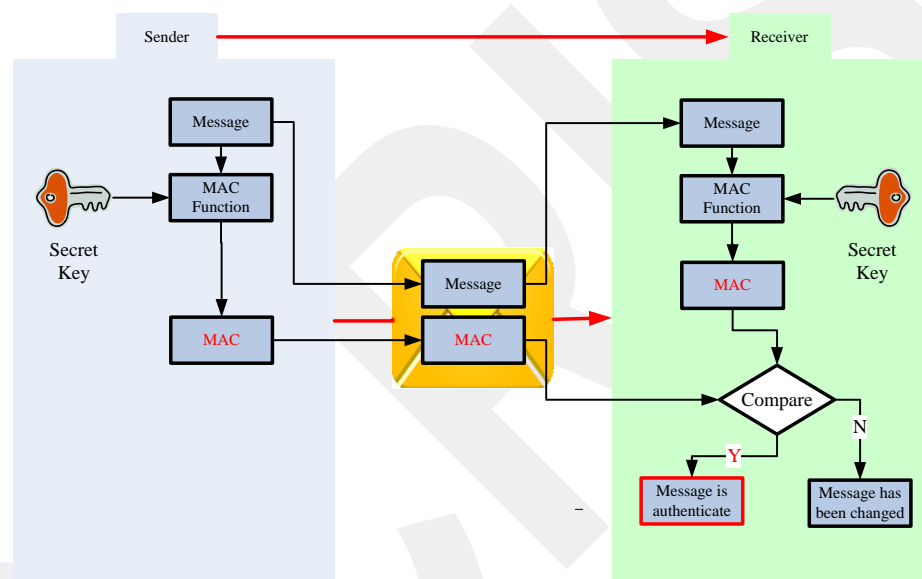 Sender
Receiver
Message
MAC
Function
Secret
Key
MAC
Message
MAC
Message
MAC
Function
Secret
Key
MAC
Compare
Y
N
Message is
authenticate
Message has
been changed